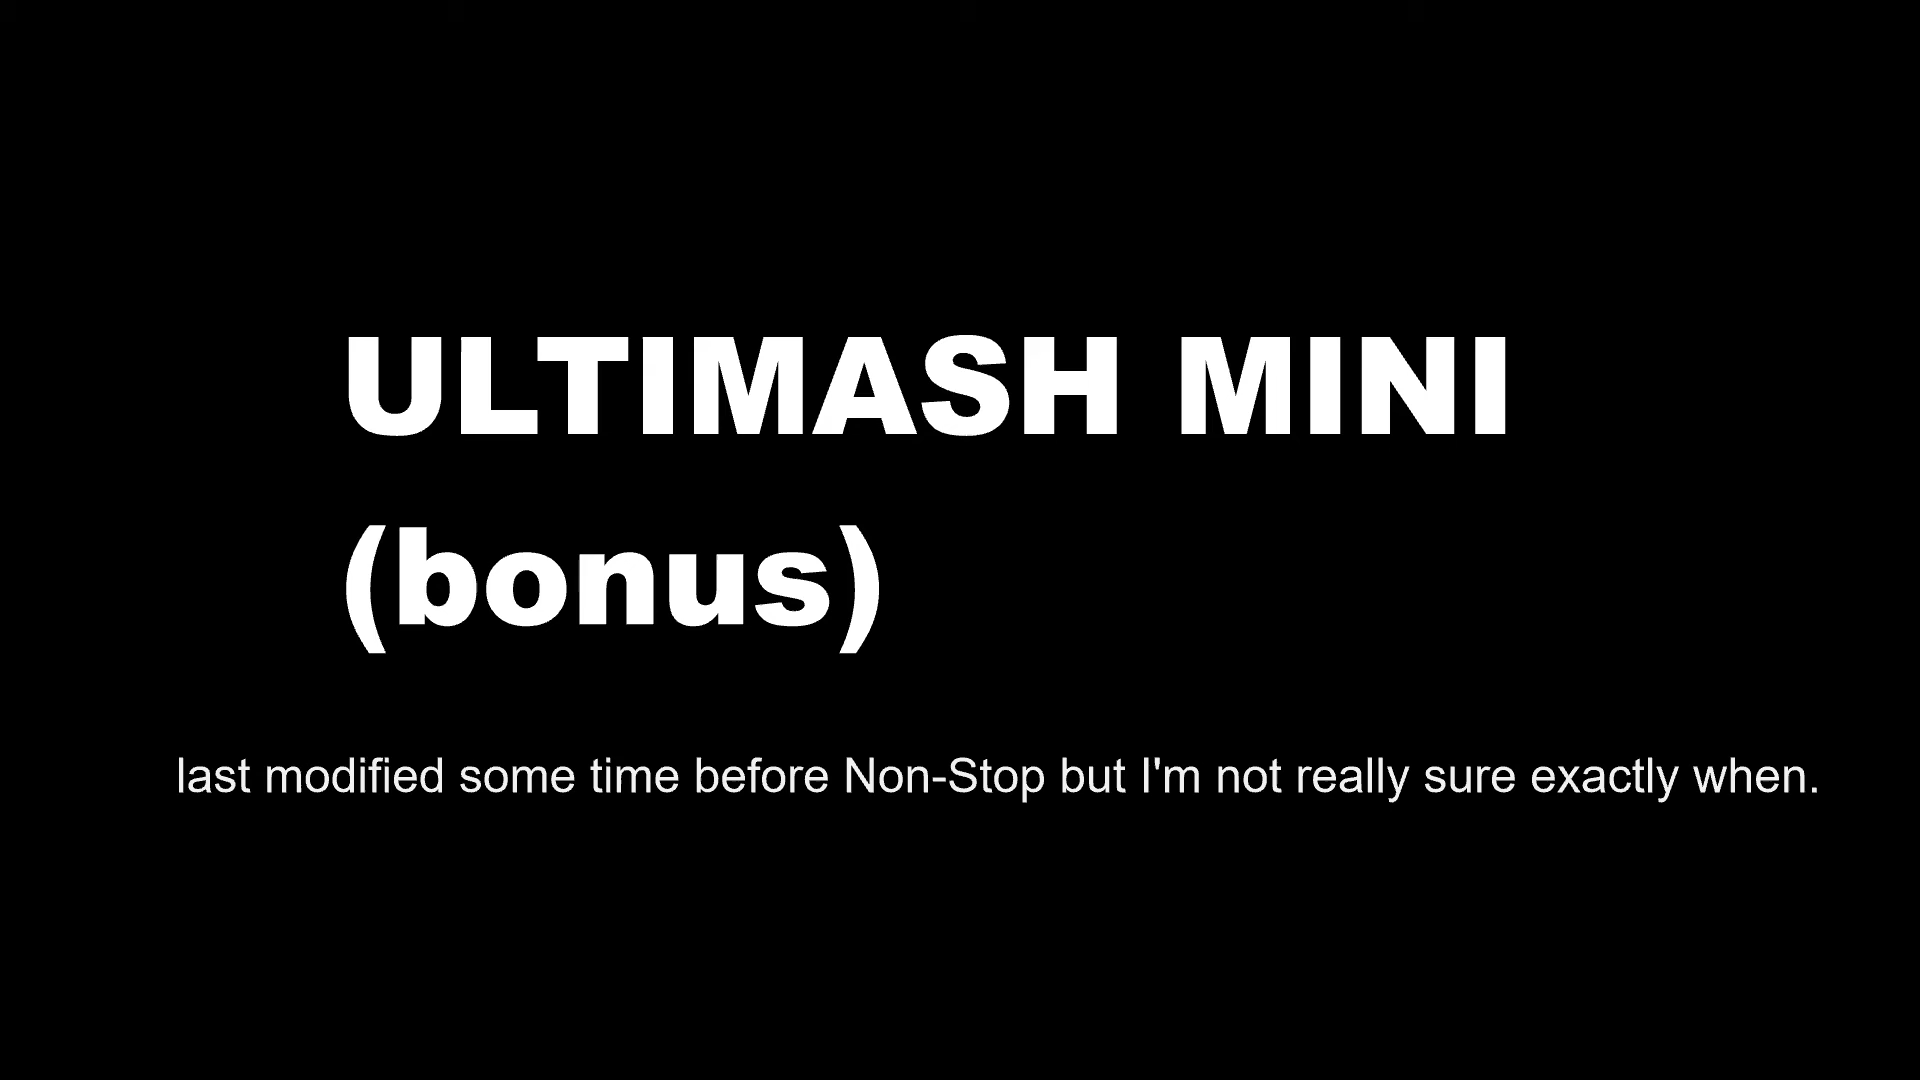 ULTIMASH MINI
(bonus)
last modified some time before Non-Stop but I'm not really sure exactly when.